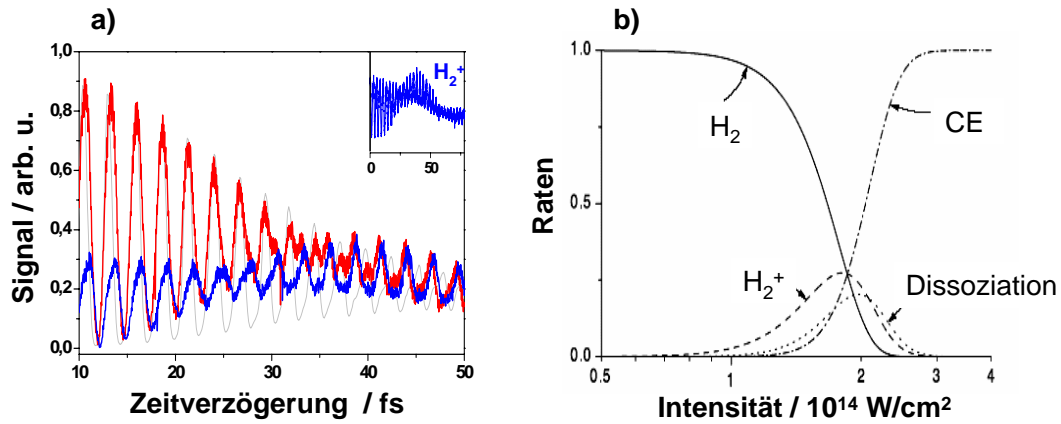 a)
Signal / arb. u.
1,0
0,8
0,6
0,4
0,2
0,0
10
20
30
40
50
Zeitverzögerung / fs
H2+
0
50
b)
Raten
1.0
0.5
0.0
0.5
1
2
3
4
Intensität / 10¹⁴ W/cm²
H2
CE
H2+
Dissoziation